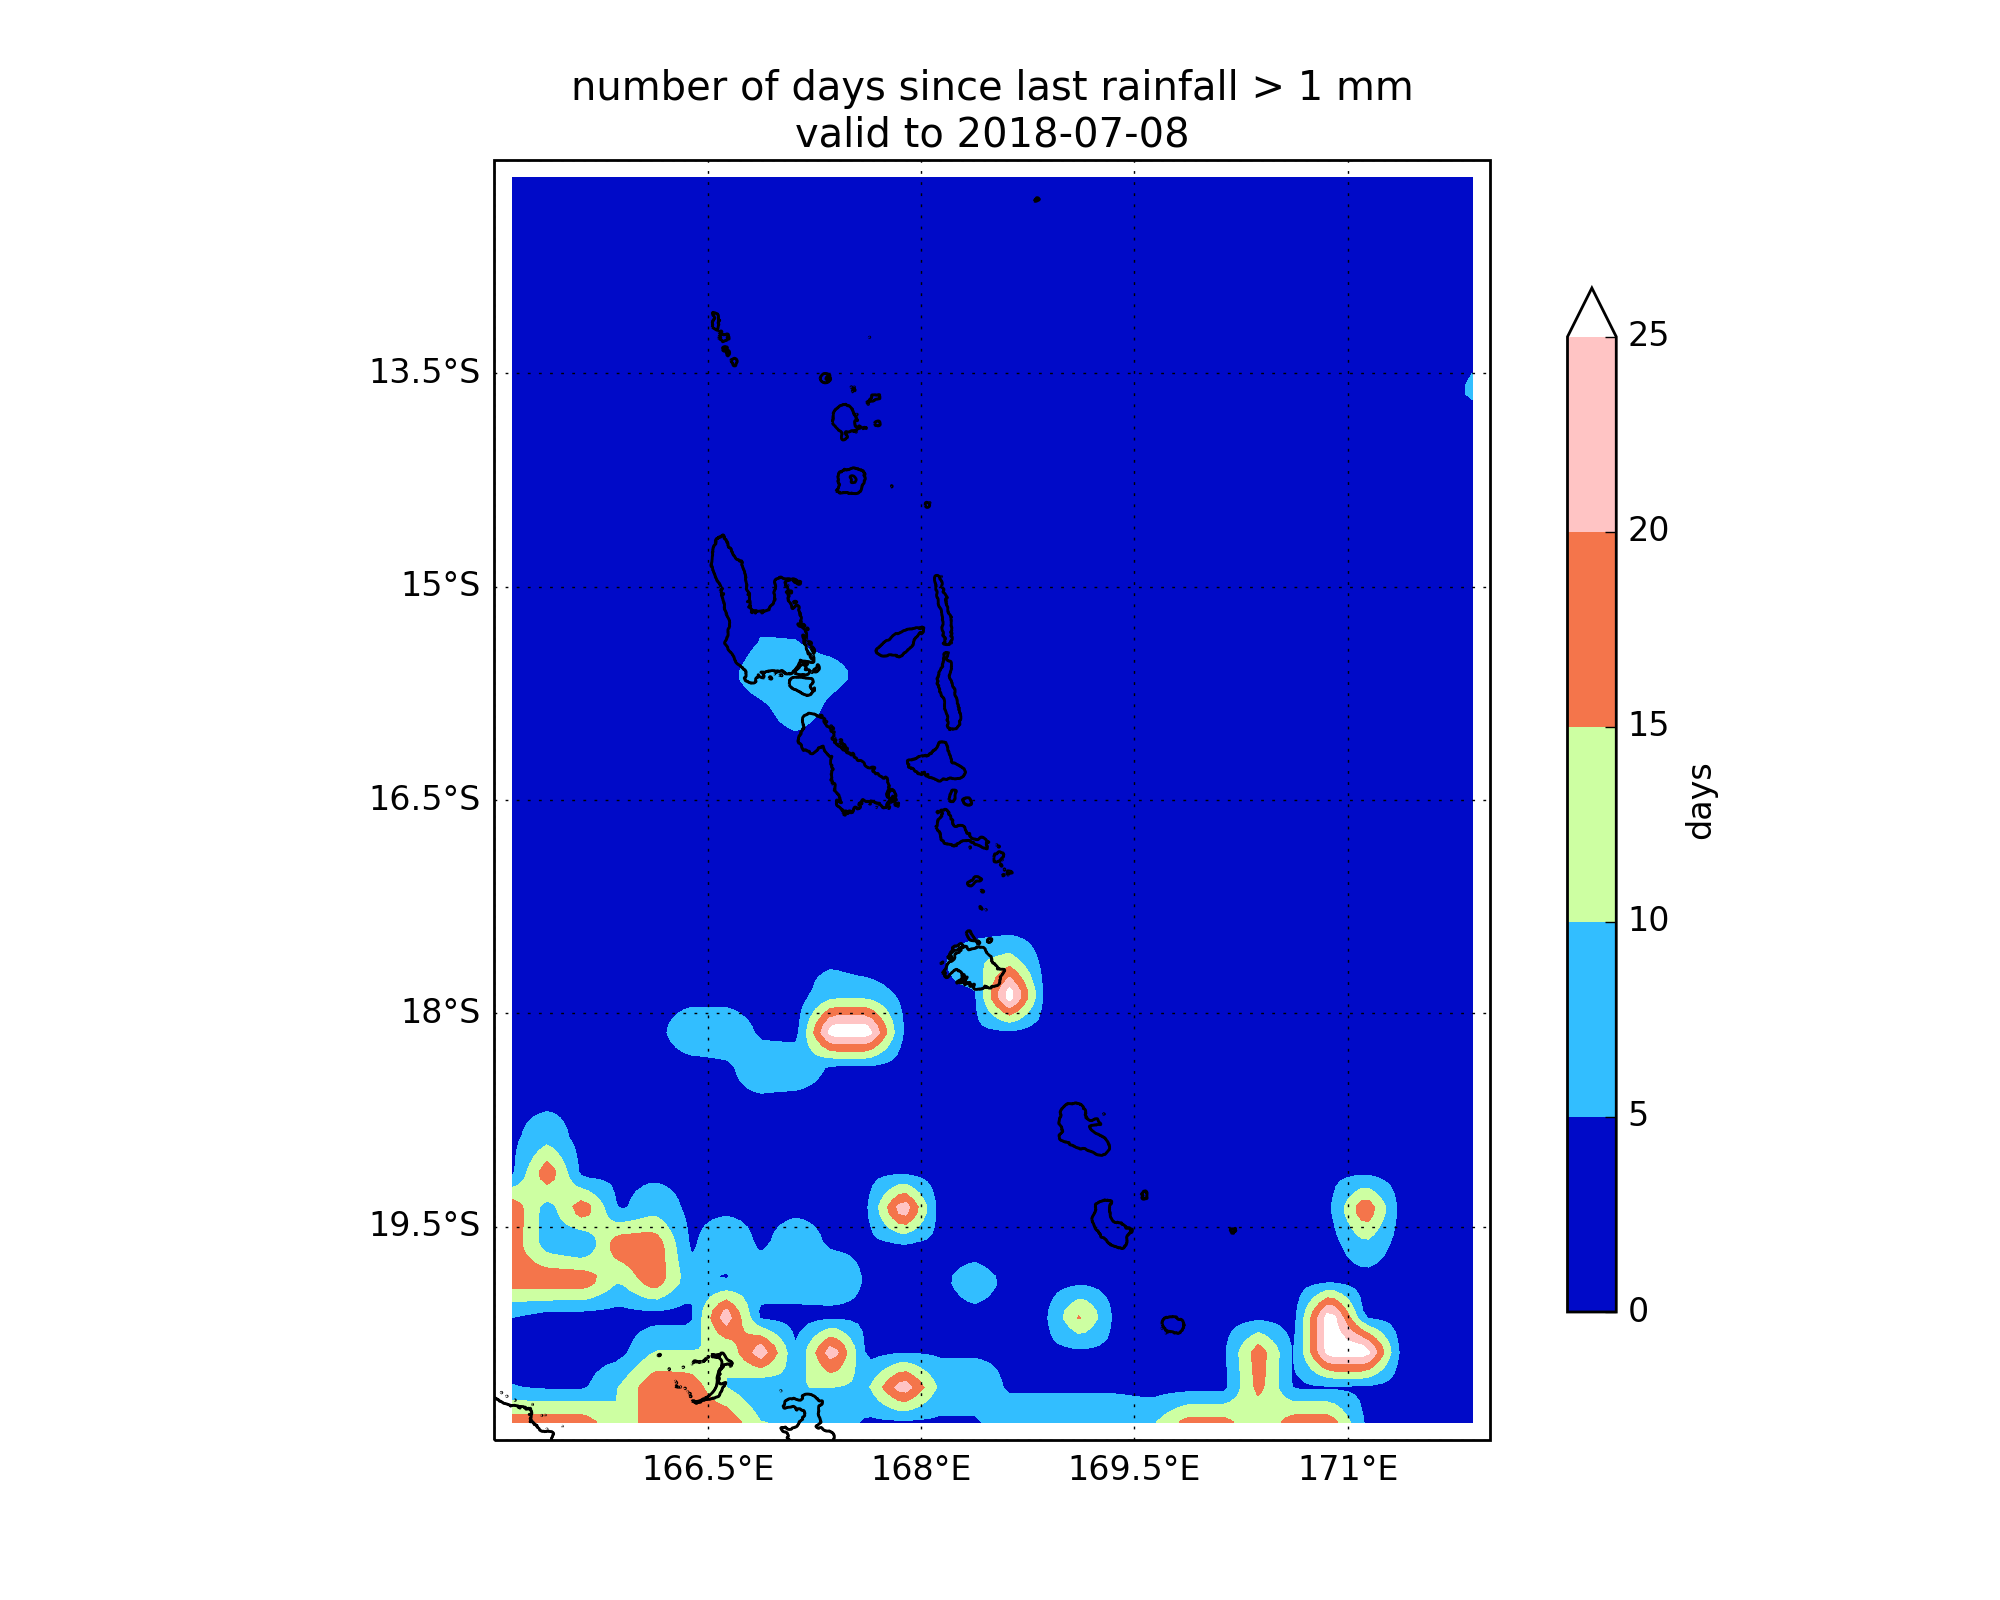 number of days since last rainfall > 1 mm
valid to 2018-07-08
13.5°S
15°S
16.5°S
18°S
19.5°S
166.5°E
168°E
169.5°E
171°E
25
20
15
10
5
0
days